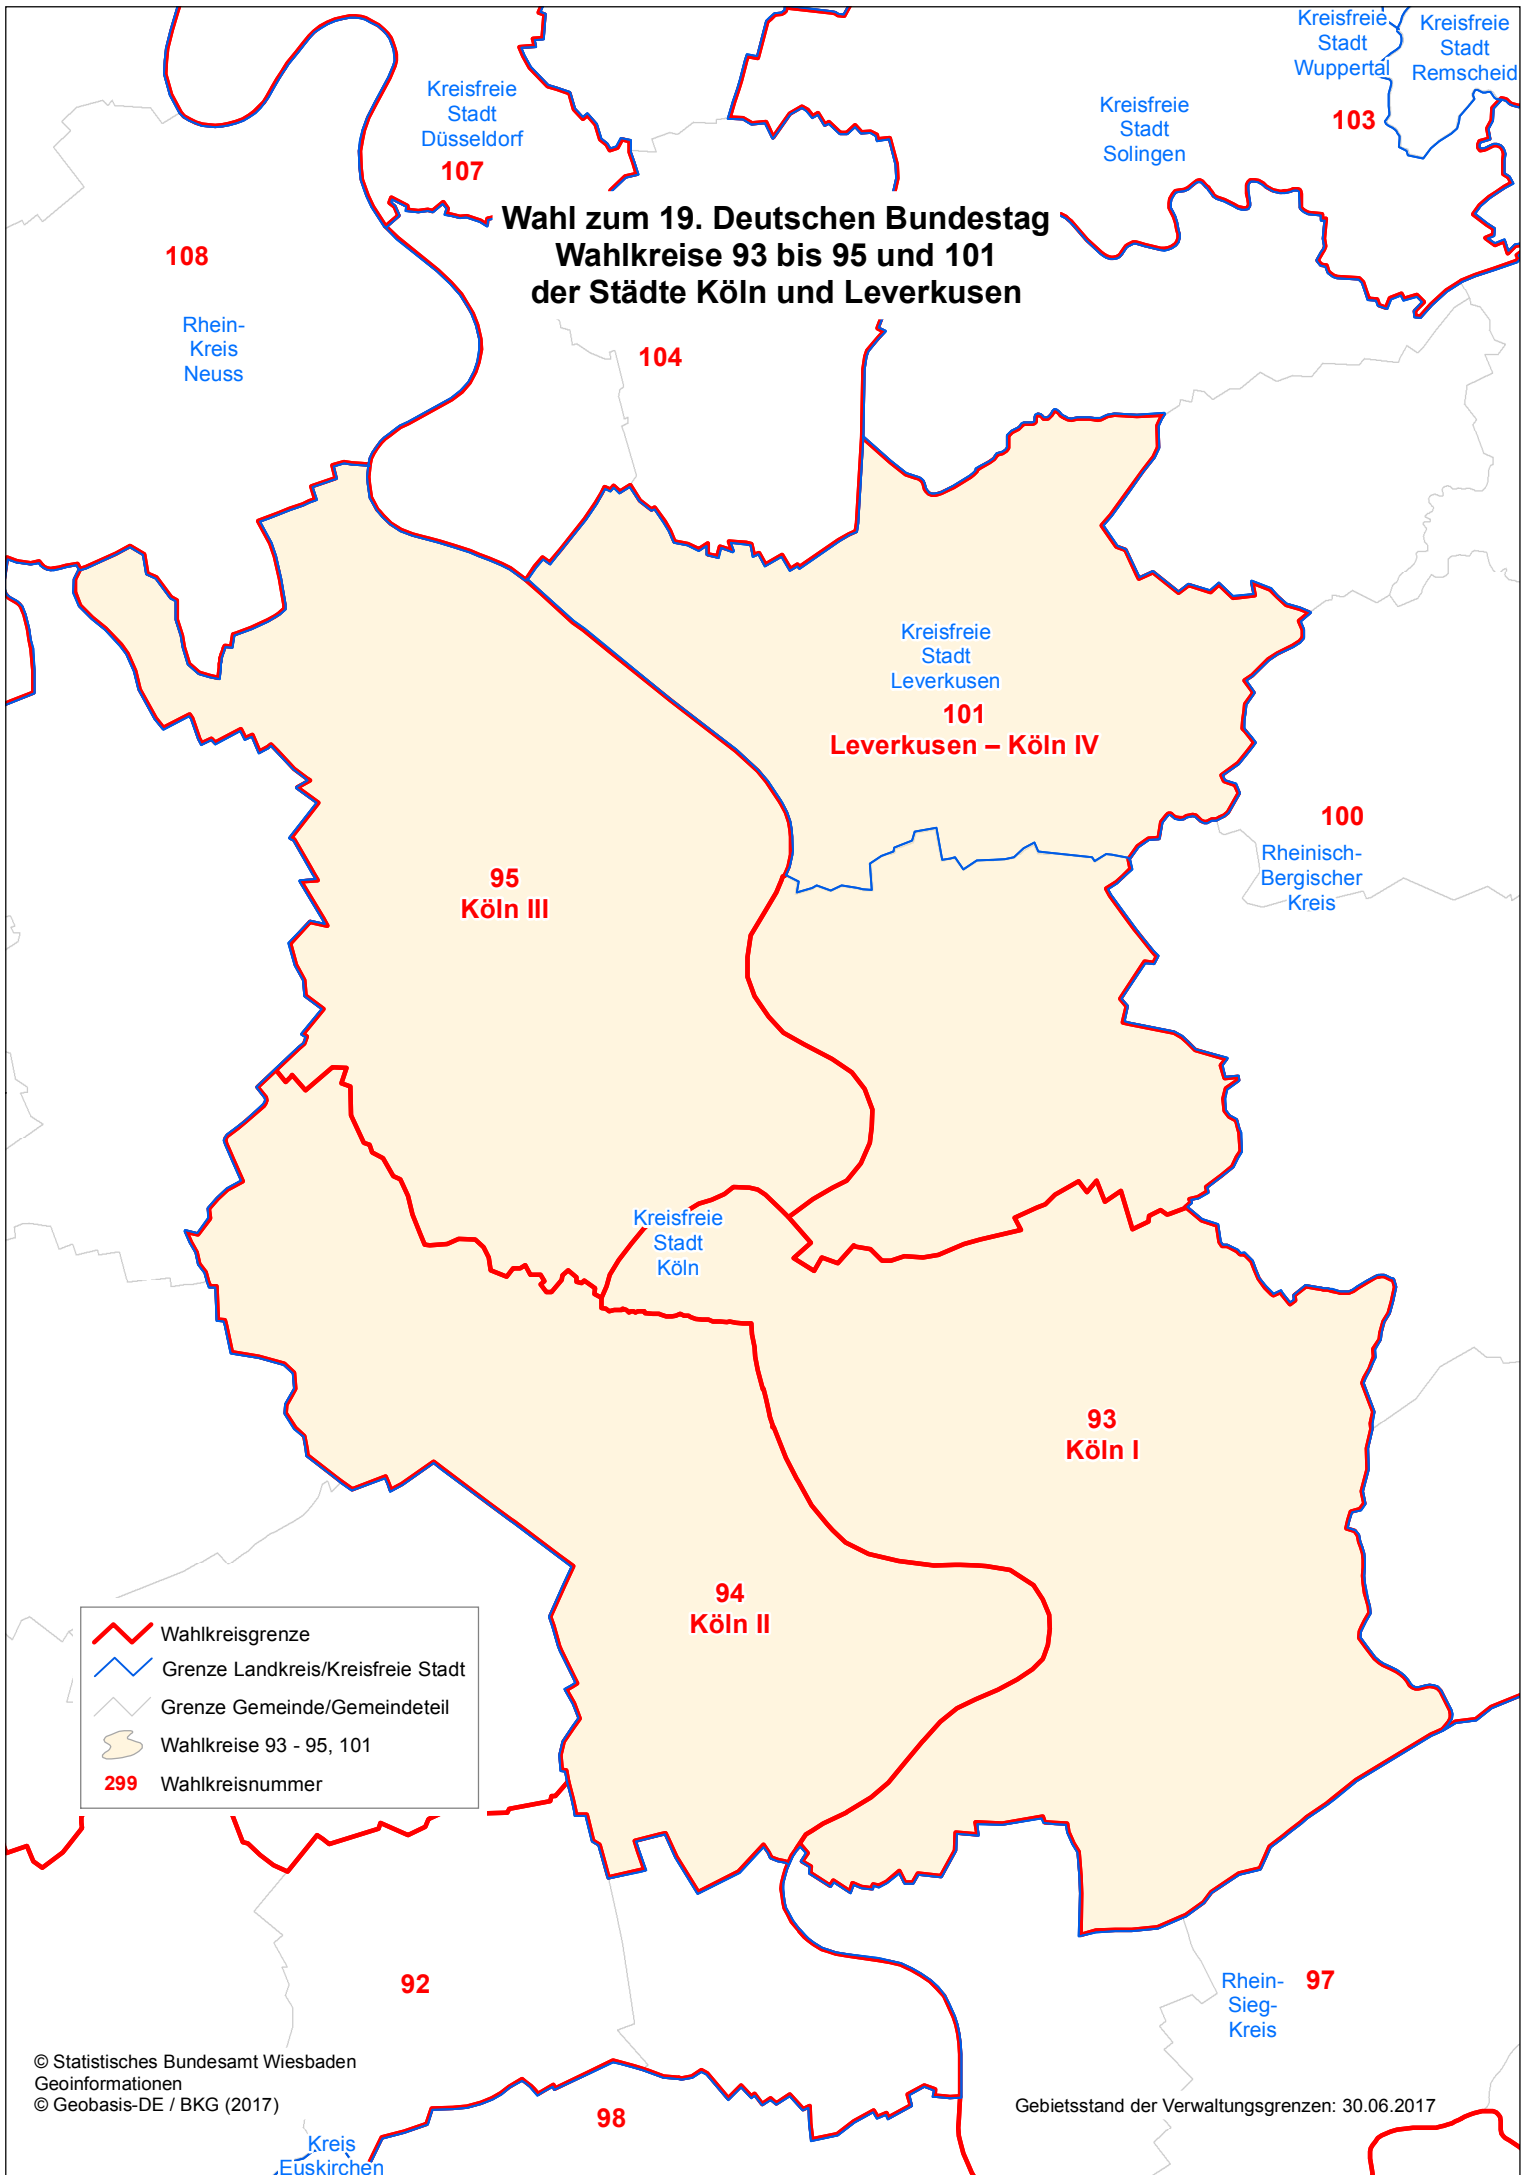 Kreisfreie
Stadt
Wuppertal
Kreisfreie
Stadt
Remscheid
Kreisfreie
Stadt
Düsseldorf
107
Kreisfreie
Stadt
Solingen
103
Wahl zum 19. Deutschen Bundestag
Wahlkreise 93 bis 95 und 101
der Städte Köln und Leverkusen
108
Rhein-
Kreis
Neuss
104
Kreisfreie
Stadt
Leverkusen
101
Leverkusen – Köln IV
100
Rheinisch-
Bergischer
Kreis
95
Köln III
Kreisfreie
Stadt
Köln
93
Köln I
94
Köln II
Wahlkreisgrenze
Grenze Landkreis/Kreisfreie Stadt
Grenze Gemeinde/Gemeindeteil
Wahlkreise 93 - 95, 101
299 Wahlkreisnummer
92
Rhein-
Sieg-
Kreis
97
© Statistisches Bundesamt Wiesbaden
Geoinformationen
© Geobasis-DE / BKG (2017)
98
Gebietsstand der Verwaltungsgrenzen: 30.06.2017
Kreis
Euskirchen